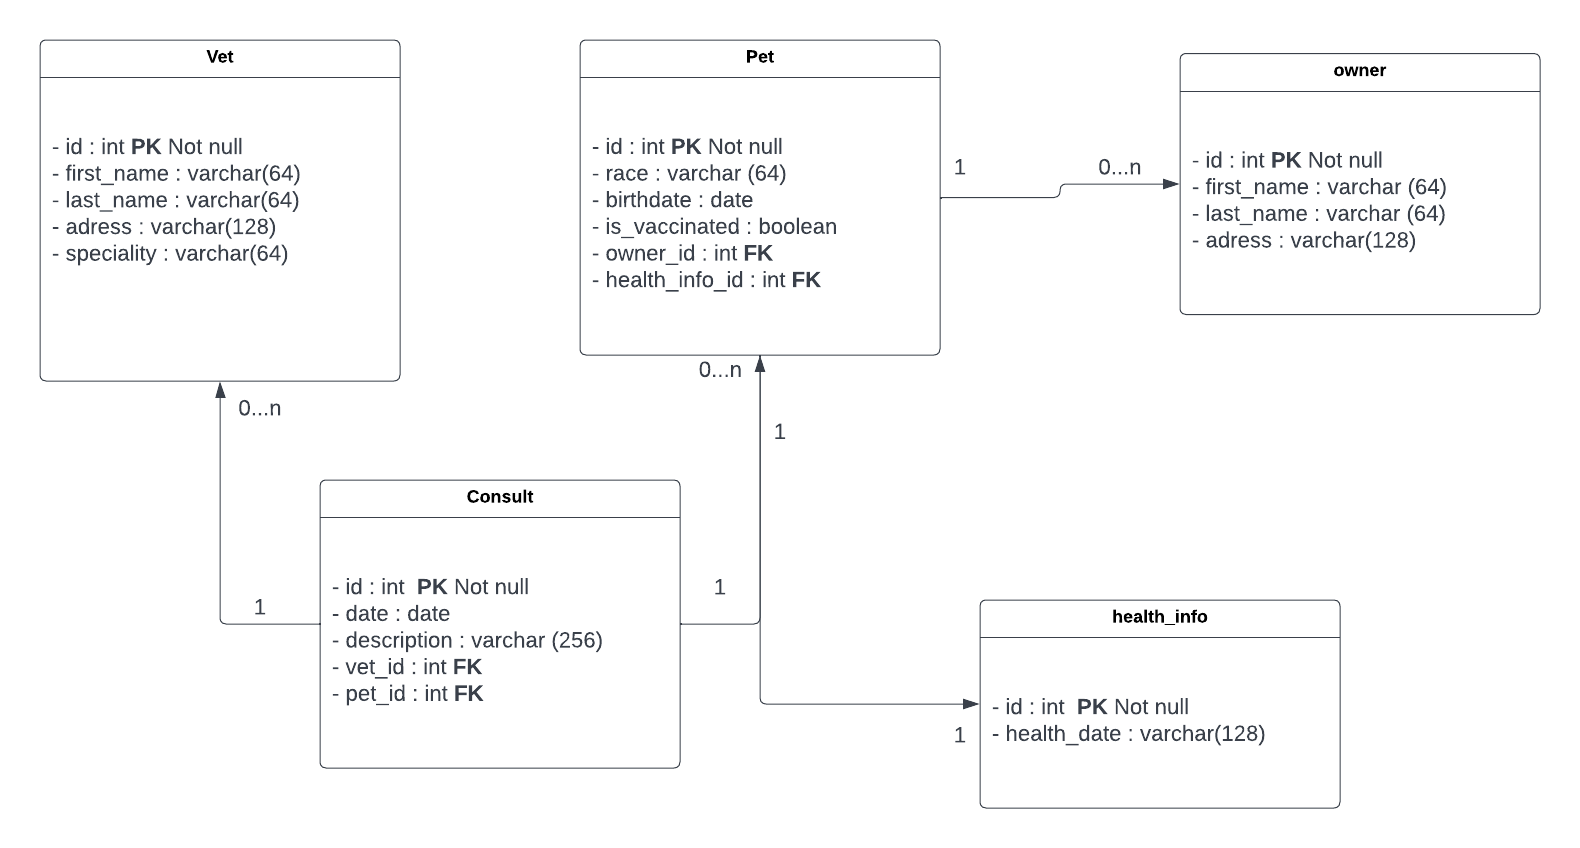 Vet
- id : int PK Not null
- first_name : varchar(64)
- last_name : varchar(64)
- adress : varchar(128)
- speciality : varchar(64)
Pet
- id : int PK Not null
- race : varchar (64)
- birthdate : date
- is_vaccinated : boolean
- owner_id : int FK
- health_info_id : int FK
1
0...n
owner
- id : int PK Not null
- first_name : varchar (64)
- last_name : varchar (64)
- adress : varchar(128)
0...n
0...n
1
1
1
Consult
- id : int  PK Not null
- date : date
- description : varchar (256)
- vet_id : int FK
- pet_id : int FK
health_info
- id : int  PK Not null
- health_date : varchar(128)
1